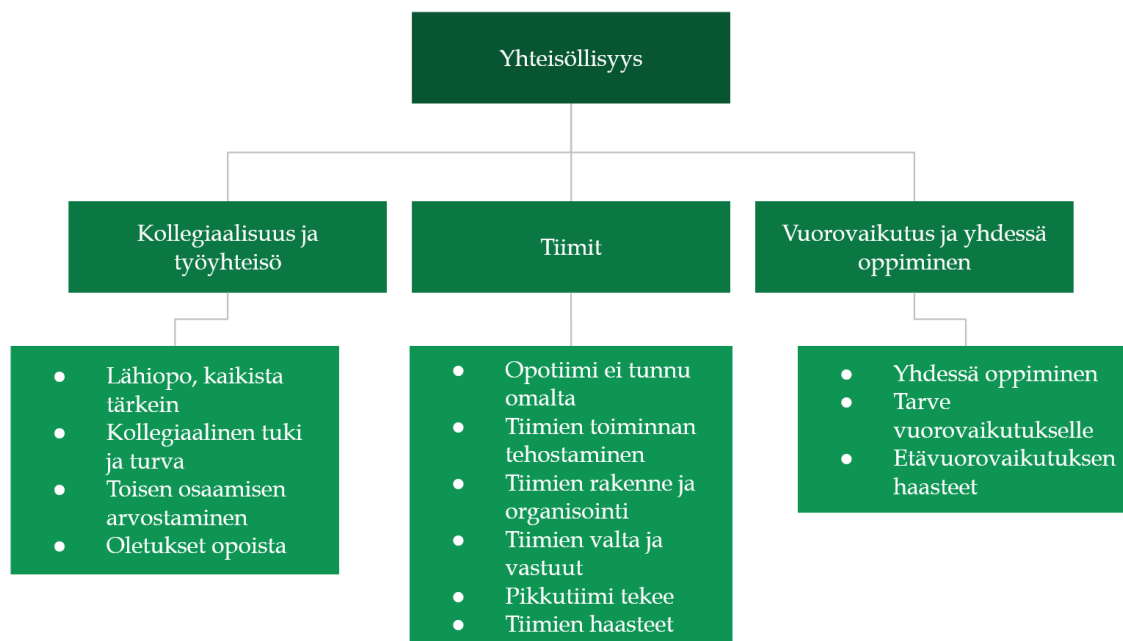 Yhteisöllisyys
Kollegiaalisuus ja
työyhteisö
Tiimit
Vuorovaikutus ja yhdessä
oppiminen
● Lähiopo, kaikista
tärkein
● Kollegiaalinen tuki
ja turva
● Toisen osaamisen
arvostaminen
● Oletukset opoista
● Opotiimi ei tunnu
omalta
● Tiimien toiminnan
tehostaminen
● Tiimien rakenne ja
organisointi
● Tiimien valta ja
vastuut
● Pikkutiimi tekee
● Tiimien haasteet
● Yhdessä oppiminen
● Tarve
vuorovaikutukselle
● Etävuorovaikutuksen
haasteet